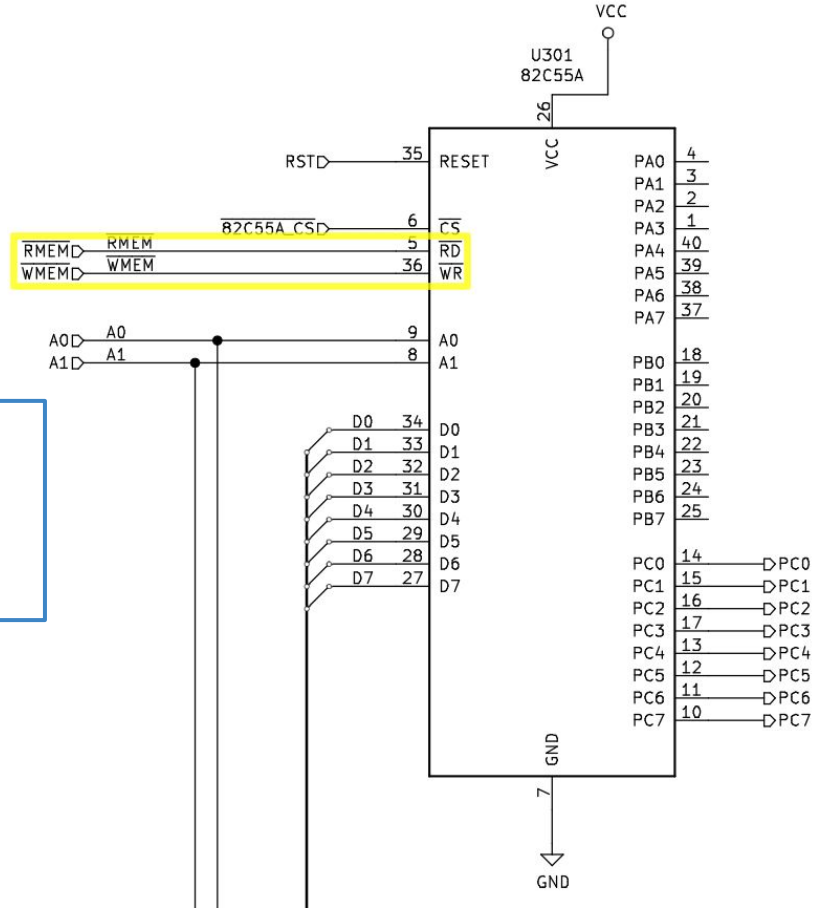 VCC
U301
82C55A
26
VCC
RST 35 RESET
82C55A_CS 6 CS
RMEM RMEM 5 RD
WMEM WMEM 36 WR
A0 A0 9 A0
A1 A1 8 A1
D0 34 D0
D1 33 D1
D2 32 D2
D3 31 D3
D4 30 D4
D5 29 D5
D6 28 D6
D7 27 D7
PA0 4
PA1 3
PA2 2
PA3 1
PA4 40
PA5 39
PA6 38
PA7 37
PB0 18
PB1 19
PB2 20
PB3 21
PB4 22
PB5 23
PB6 24
PB7 25
PC0 14 PC0
PC1 15 PC1
PC2 16 PC2
PC3 17 PC3
PC4 13 PC4
PC5 12 PC5
PC6 11 PC6
PC7 10 PC7
GND
7
GND